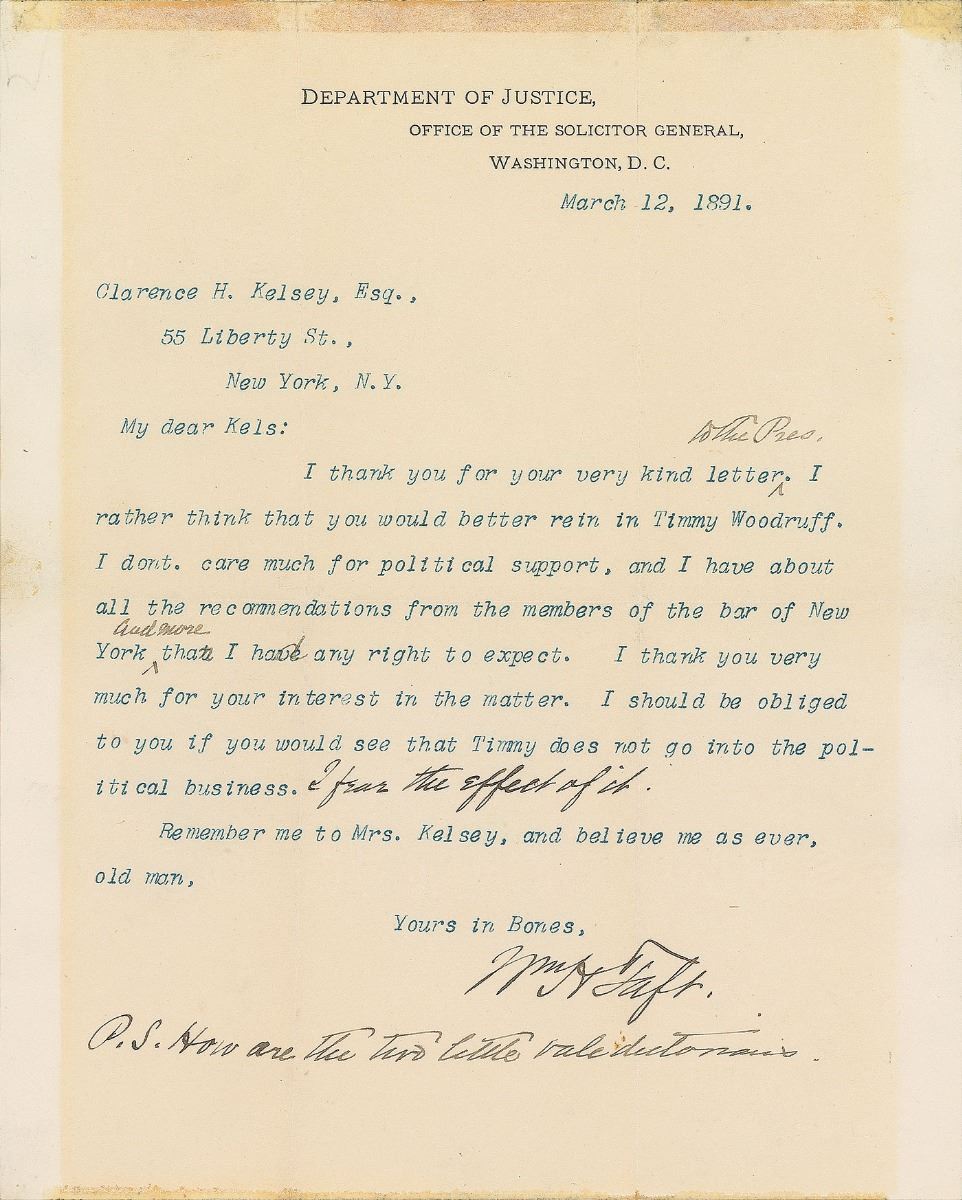 DEPARTMENT OF JUSTICE,
OFFICE OF THE SOLICITOR GENERAL,
WASHINGTON, D. C.
March 12, 1891.
Clarence H. Kelsey, Esq.,
55 Liberty St.,
New York, N.Y.
My dear Kels:
to the Pres.
I thank you for your very kind letter‸. I
rather think that you would better rein in Timmy Woodruff.
I dont. care much for political support, and I have about
all the recommendations from the members of the bar of New
and more
York ‸ than I had any right to expect. I thank you very
much for your interest in the matter. I should be obliged
to you if you would see that Timmy does not go into the pol-
itical business. I fear the effect of it.
Remember me to Mrs. Kelsey, and believe me as ever,
old man,
Yours in Bones,
Wm H Taft.
P.S. How are the two little valedictorians.